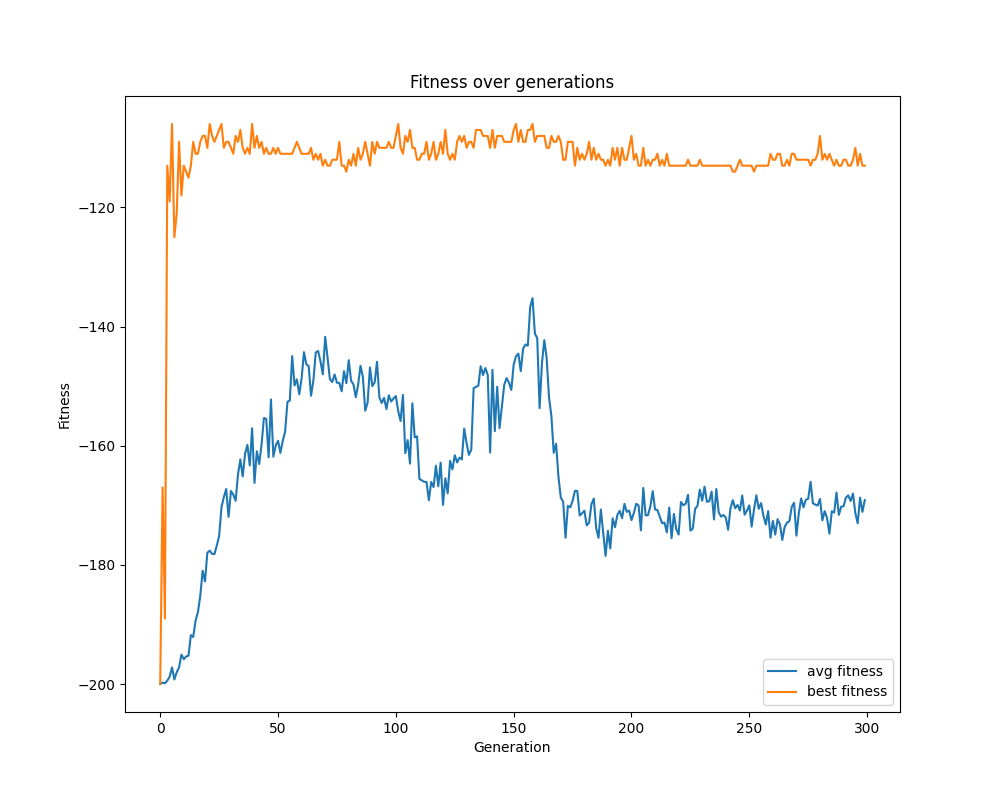 Fitness over generations
Fitness
−120
−140
−160
−180
−200
0 50 100 150 200 250 300
Generation
avg fitness
best fitness